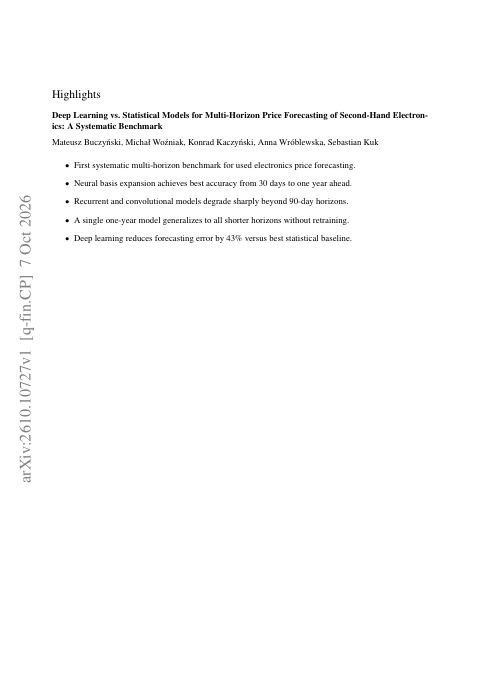 Highlights
Deep Learning vs. Statistical Models for Multi-Horizon Price Forecasting of Second-Hand Electron-
ics: A Systematic Benchmark
Mateusz Buczyński, Michał Woźniak, Konrad Kaczyński, Anna Wróblewska, Sebastian Kuk
• First systematic multi-horizon benchmark for used electronics price forecasting.
• Neural basis expansion achieves best accuracy from 30 days to one year ahead.
• Recurrent and convolutional models degrade sharply beyond 90-day horizons.
• A single one-year model generalizes to all shorter horizons without retraining.
• Deep learning reduces forecasting error by 43% versus best statistical baseline.
arXiv:2610.10727v1 [q-fin.CP] 7 Oct 2026